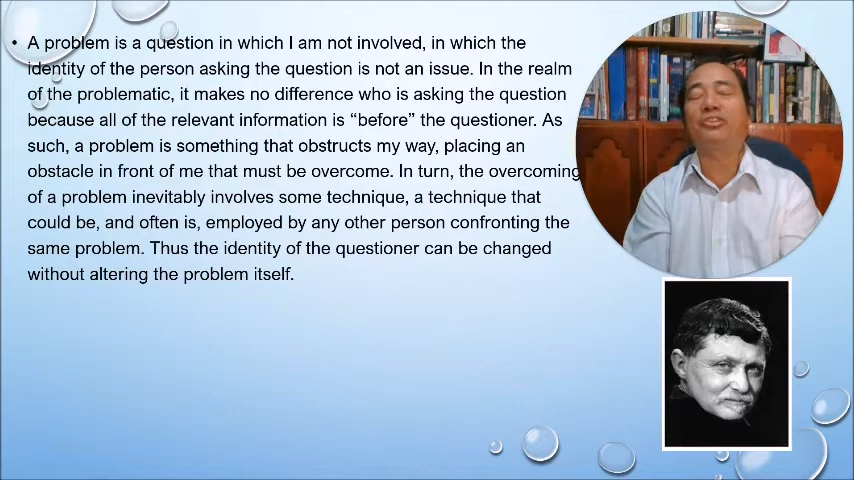 • A problem is a question in which I am not involved, in which the
identity of the person asking the question is not an issue. In the realm
of the problematic, it makes no difference who is asking the question
because all of the relevant information is “before” the questioner. As
such, a problem is something that obstructs my way, placing an
obstacle in front of me that must be overcome. In turn, the overcoming
of a problem inevitably involves some technique, a technique that
could be, and often is, employed by any other person confronting the
same problem. Thus the identity of the questioner can be changed
without altering the problem itself.